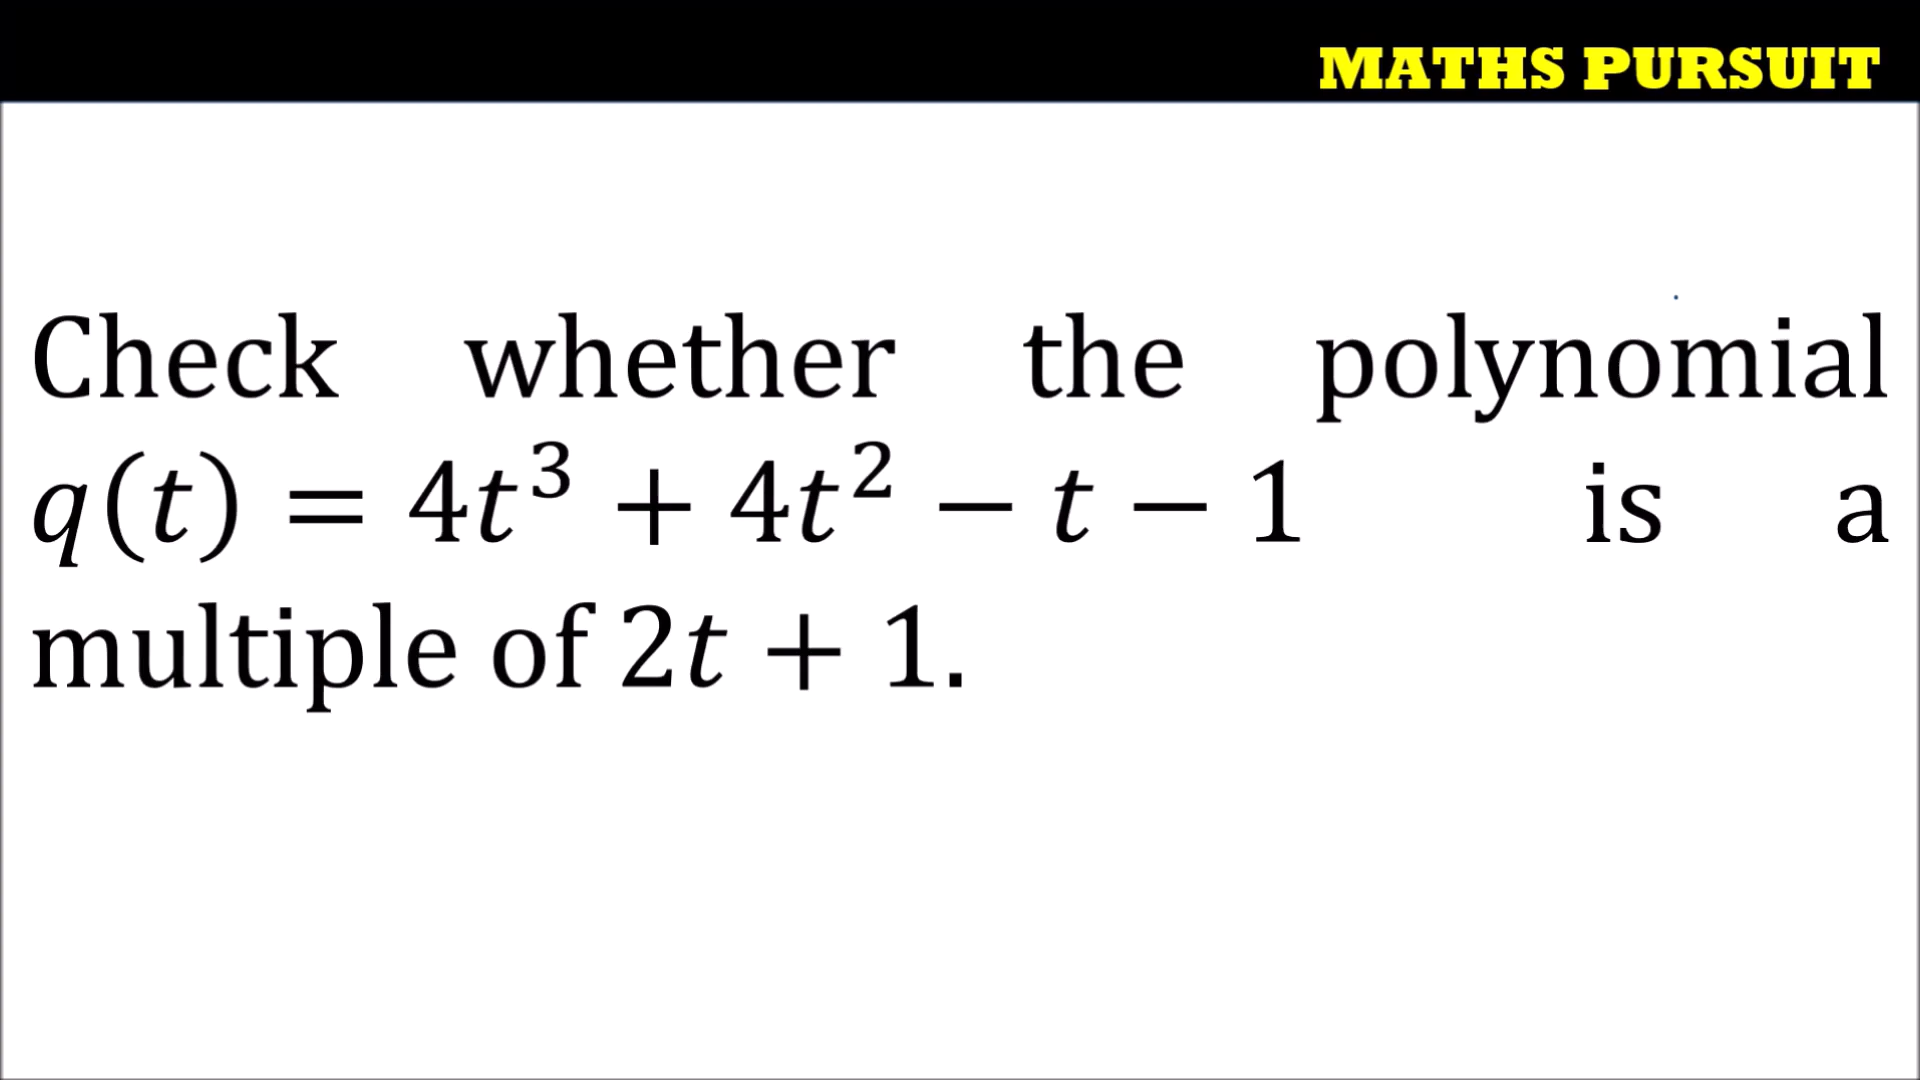 MATHS PURSUIT
Check whether the polynomial
q(t) = 4t³ + 4t² − t − 1 is a
multiple of 2t + 1.